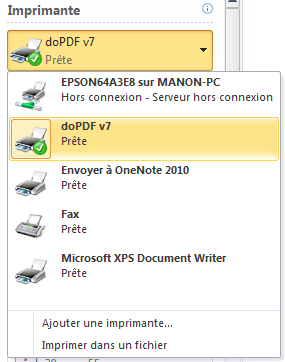 Imprimante
doPDF v7
Prête
EPSON64A3E8 sur MANON-PC
Hors connexion - Serveur hors connexion
doPDF v7
Prête
Envoyer à OneNote 2010
Prête
Fax
Prête
Microsoft XPS Document Writer
Prête
Ajouter une imprimante...
Imprimer dans un fichier